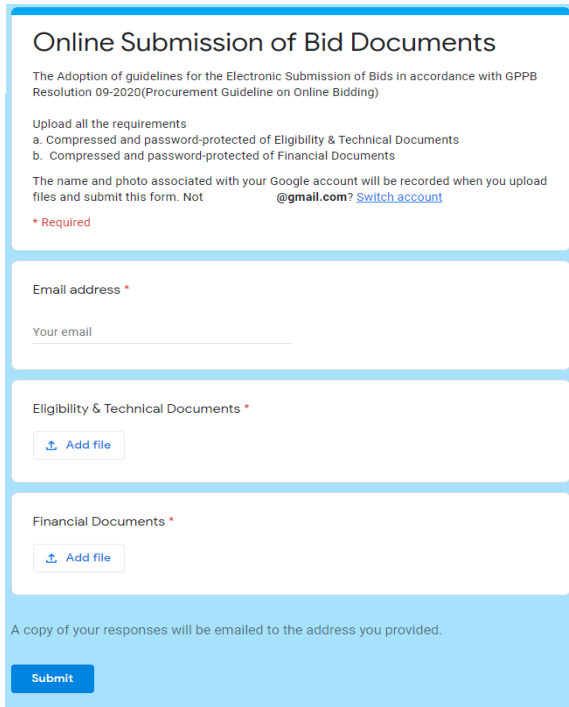 Online Submission of Bid Documents
The Adoption of guidelines for the Electronic Submission of Bids in accordance with GPPB
Resolution 09-2020(Procurement Guideline on Online Bidding)
Upload all the requirements
a. Compressed and password-protected of Eligibility & Technical Documents
b. Compressed and password-protected of Financial Documents
The name and photo associated with your Google account will be recorded when you upload
files and submit this form. Not @gmail.com? Switch account
* Required
Email address *
Your email
Eligibility & Technical Documents *
Add file
Financial Documents *
Add file
A copy of your responses will be emailed to the address you provided.
Submit